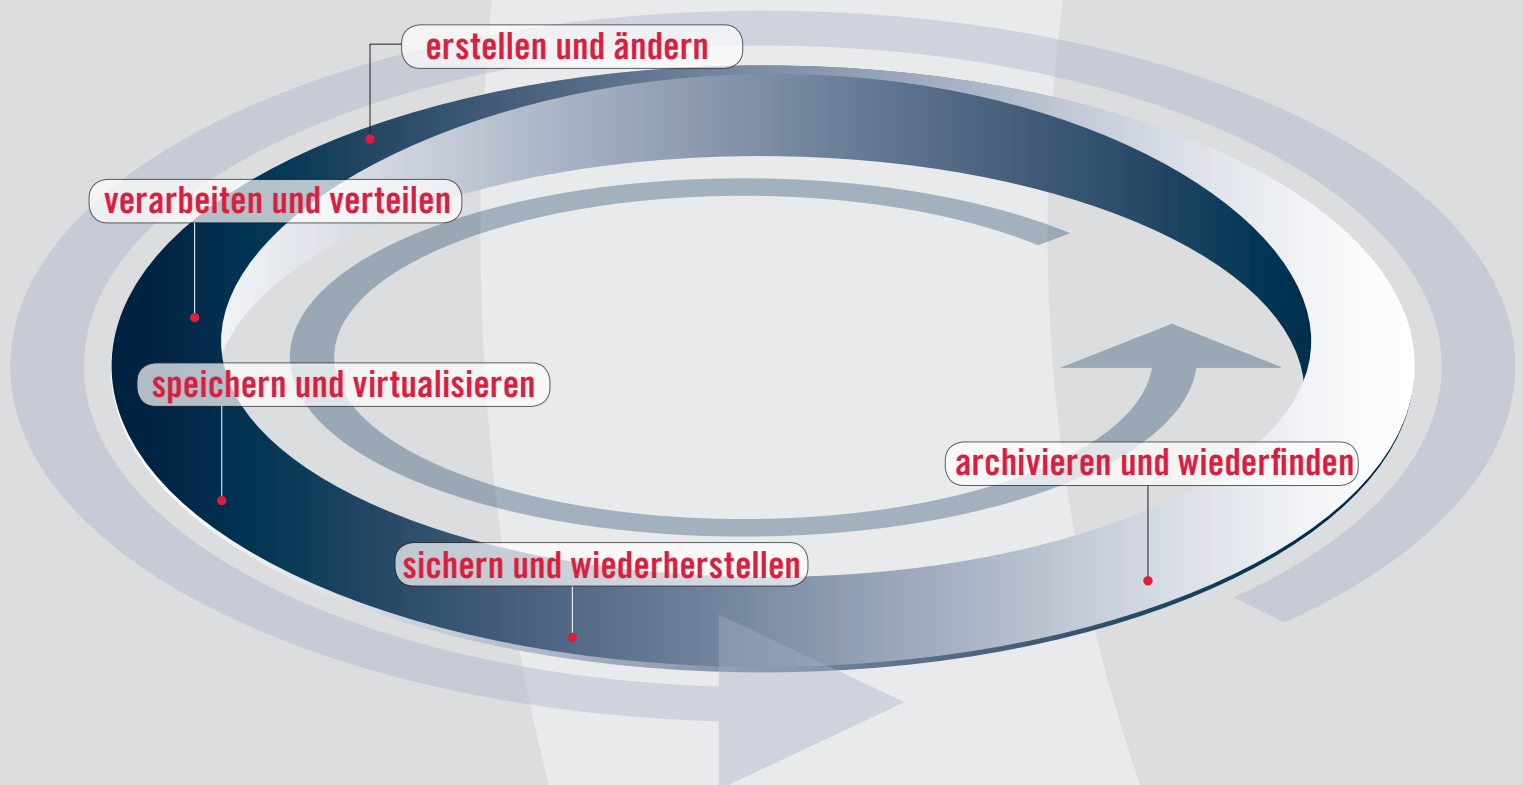 erstellen und ändern
verarbeiten und verteilen
speichern und virtualisieren
archivieren und wiederfinden
sichern und wiederherstellen